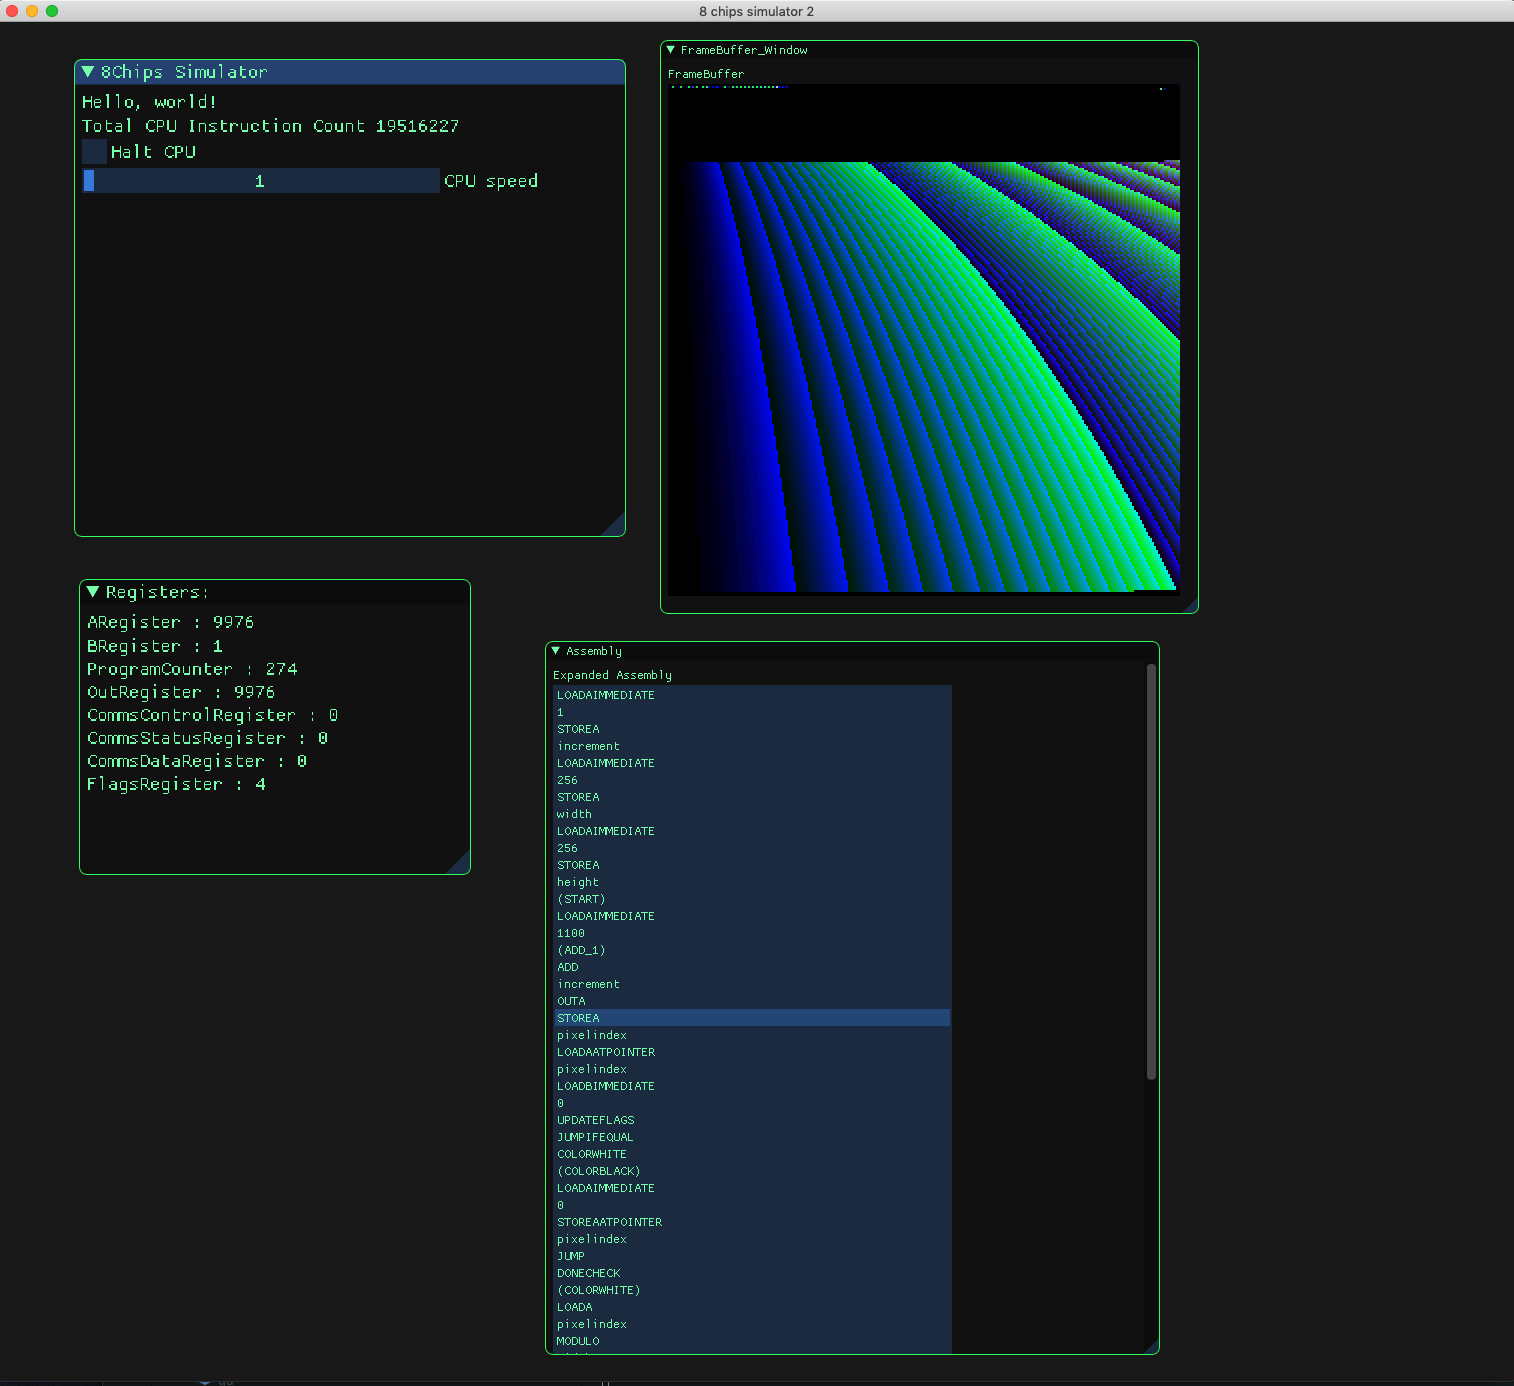 8 chips simulator 2
8Chips Simulator
Hello, world!
Total CPU Instruction Count 19516227
Halt CPU
1 CPU speed
FrameBuffer_Window
FrameBuffer
Registers:
ARegister : 9976
BRegister : 1
ProgramCounter : 274
OutRegister : 9976
CommsControlRegister : 0
CommsStatusRegister : 0
CommsDataRegister : 0
FlagsRegister : 4
Assembly
Expanded Assembly
LOADAIMMEDIATE
1
STOREA
increment
LOADAIMMEDIATE
256
STOREA
width
LOADAIMMEDIATE
256
STOREA
height
(START)
LOADAIMMEDIATE
1100
(ADD_1)
ADD
increment
OUTA
STOREA
pixelindex
LOADAATPOINTER
pixelindex
LOADBIMMEDIATE
0
UPDATEFLAGS
JUMPIFEQUAL
COLORWHITE
(COLORBLACK)
LOADAIMMEDIATE
0
STOREAATPOINTER
pixelindex
JUMP
DONECHECK
(COLORWHITE)
LOADA
pixelindex
MODULO